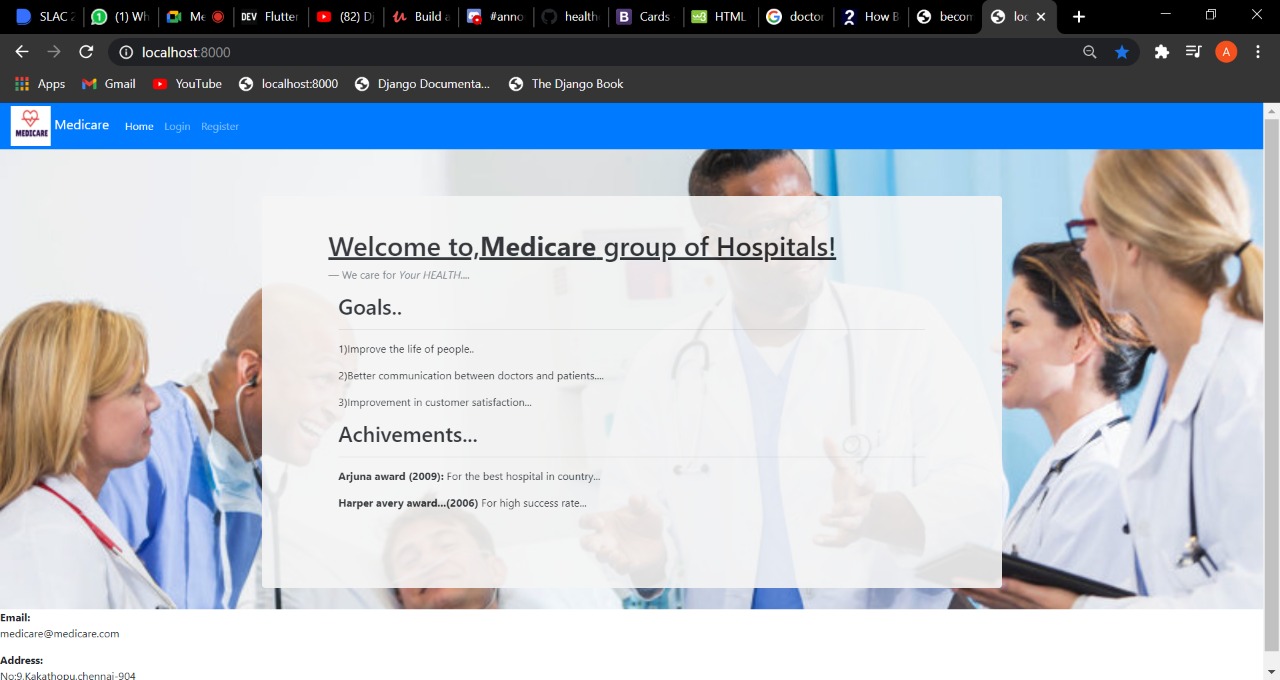 SLAC 2
(1) Wh
Me
DEV Flutter
(82) Dj
Build a
#anno
health
B Cards
HTML
doctor
How B
becom
loc
localhost:8000
Apps Gmail YouTube localhost:8000 Django Documenta... The Django Book
A
MEDICARE
Medicare Home Login Register
Welcome to,Medicare group of Hospitals!
— We care for Your HEALTH....
Goals..
1)Improve the life of people..
2)Better communication between doctors and patients....
3)Improvement in customer satisfaction...
Achivements...
Arjuna award (2009): For the best hospital in country...
Harper avery award...(2006) For high success rate...
Email:
medicare@medicare.com
Address:
No:9,Kakathopu,chennai-904